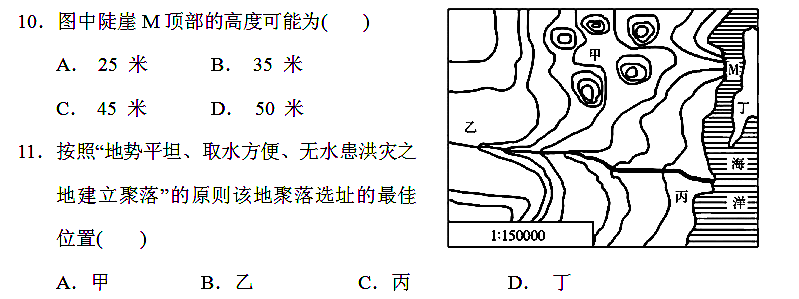 10. 图中陡崖 M 顶部的高度可能为(　　)
A. 25 米　　B. 35 米
C. 45 米　　D. 50 米
11. 按照“地势平坦、取水方便、无水患洪灾之
地建立聚落”的原则该地聚落选址的最佳
位置(　　)
A. 甲　　B. 乙　　C. 丙　　D. 丁
甲
M
丁
乙
海
丙
洋
1:150000